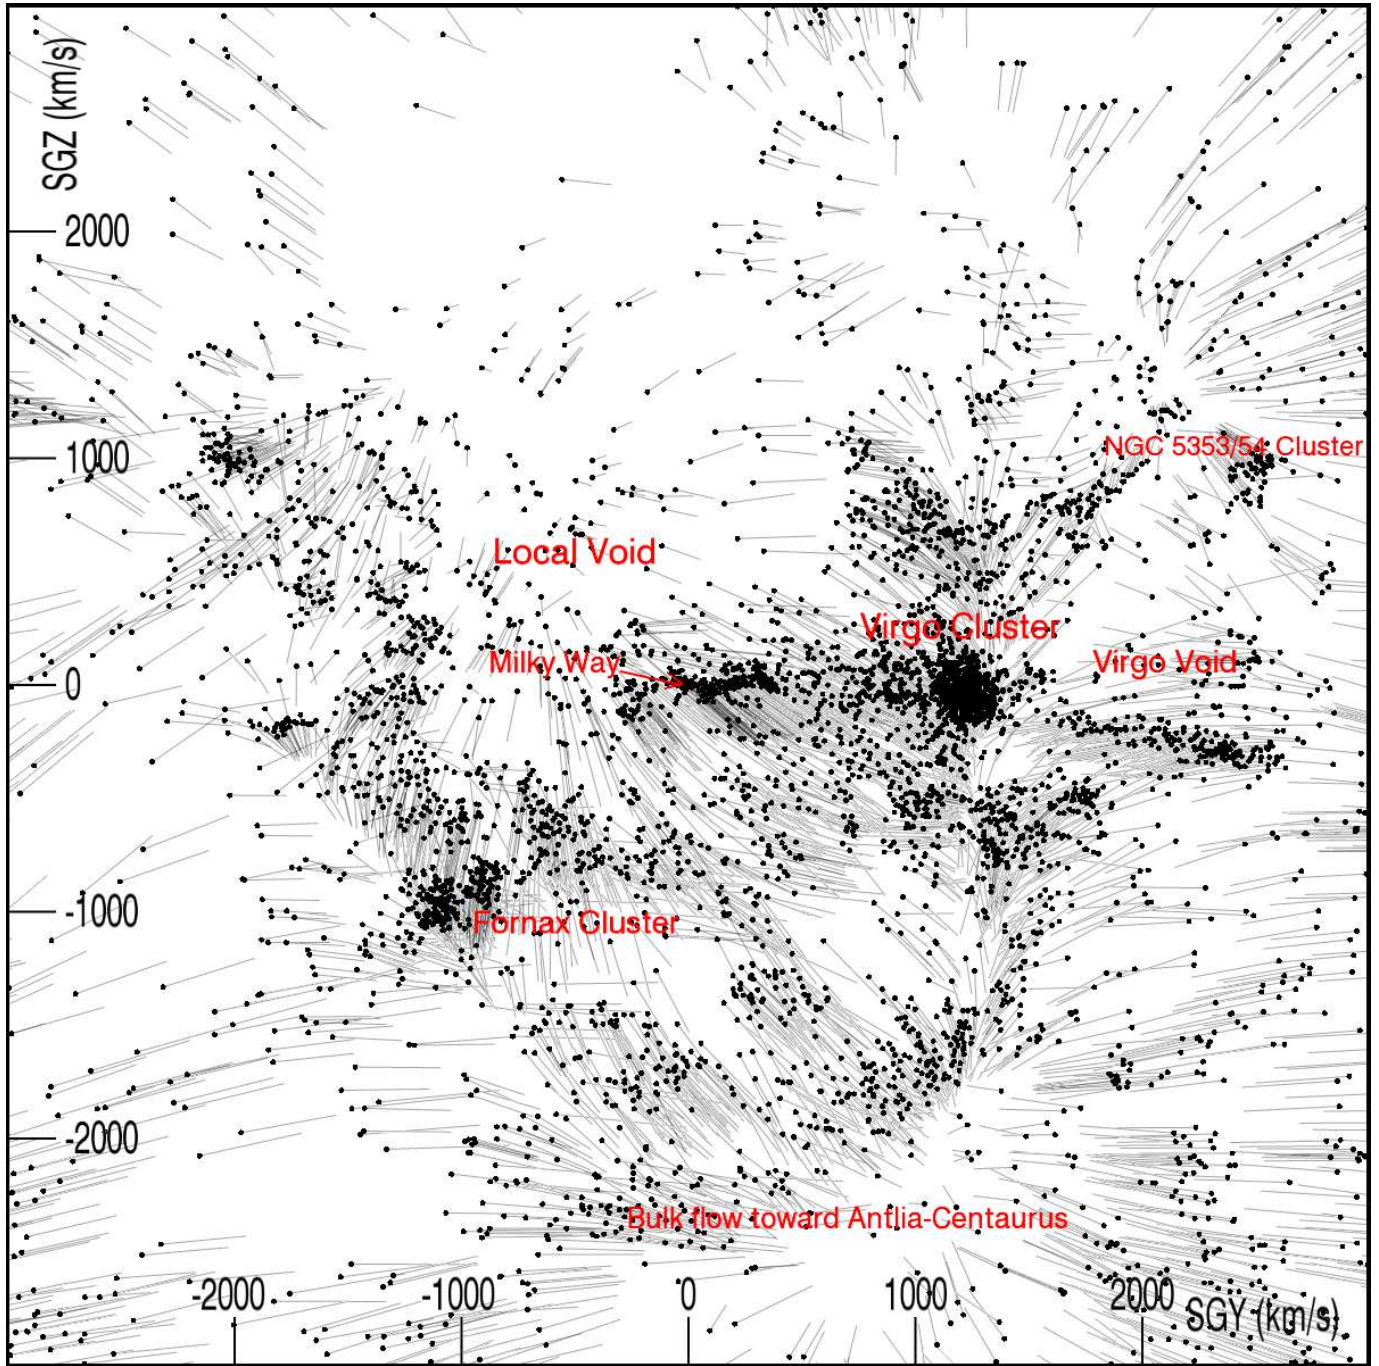 SGZ (km/s)
2000
NGC 5353/54 Cluster
1000
Local Void
Virgo Cluster
Milky Way
Virgo Void
0
-1000
Fornax Cluster
-2000
Bulk flow toward Antlia-Centaurus
-2000 -1000 0 1000 2000 SGY (km/s)